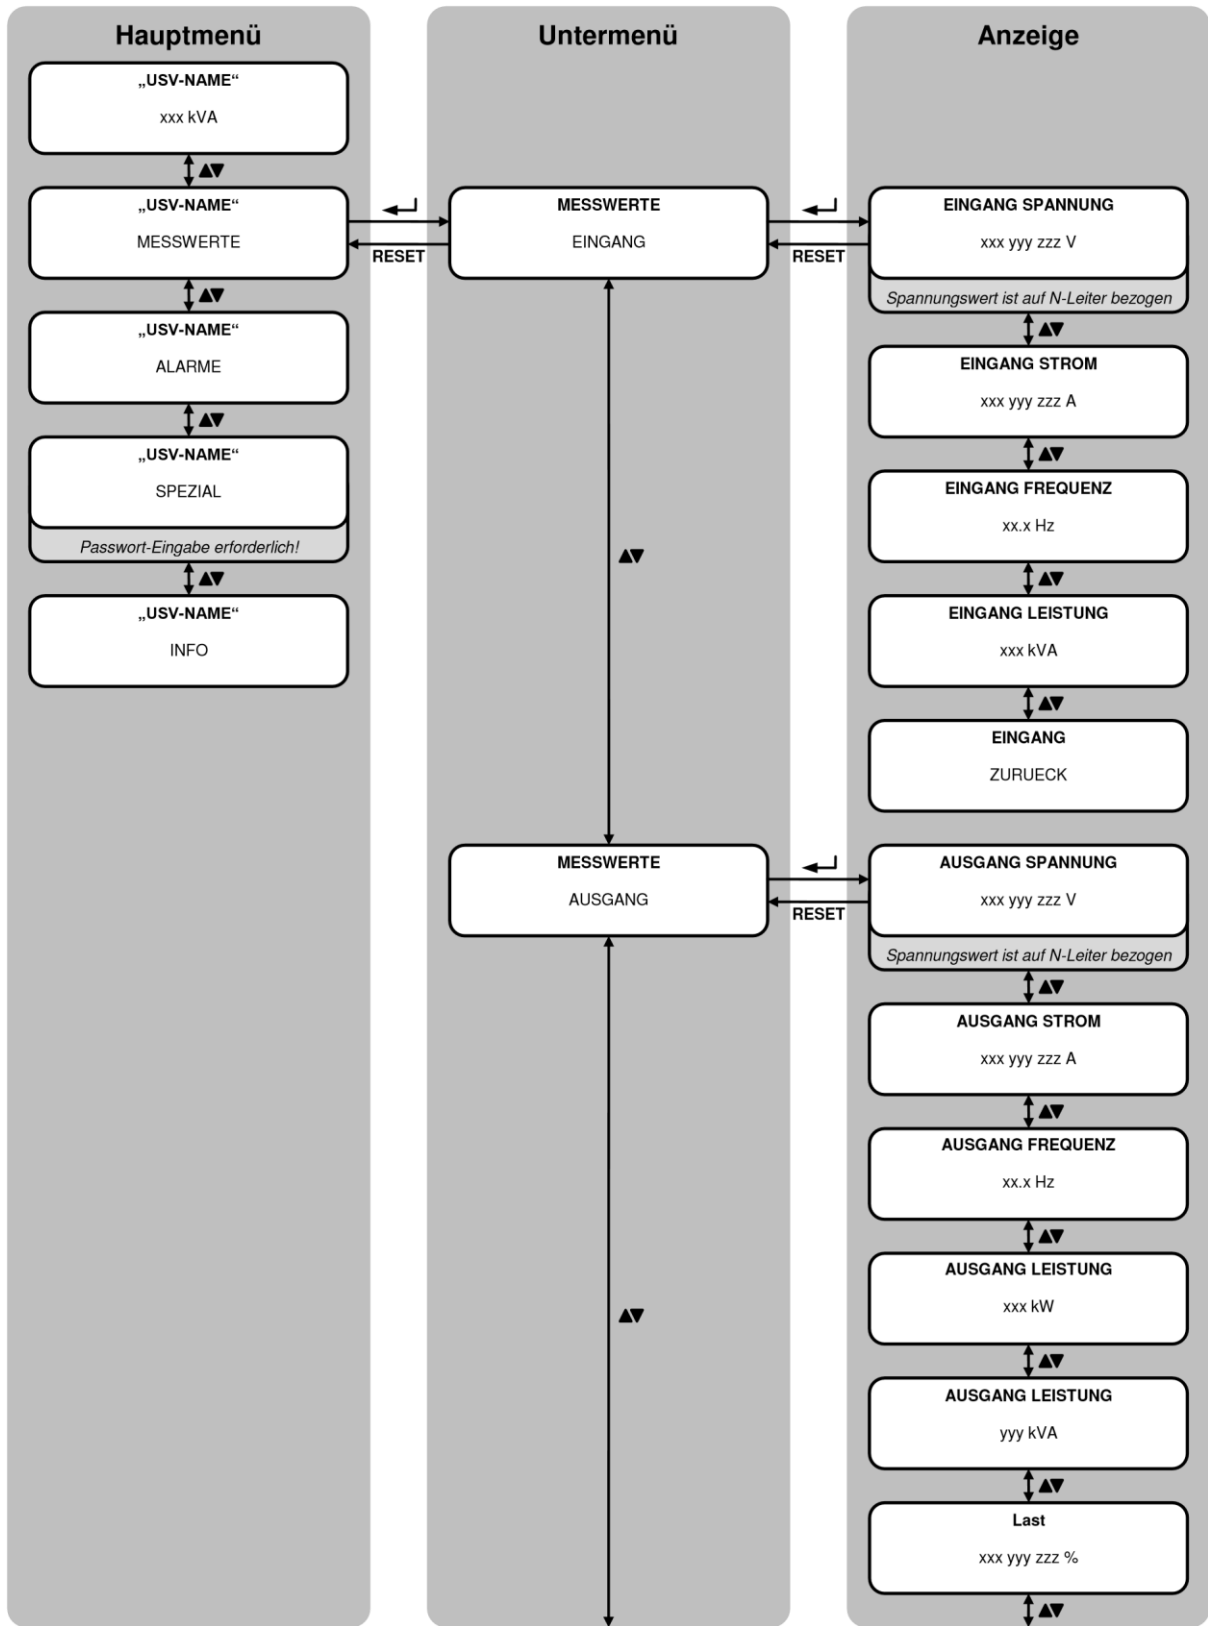 Hauptmenü
„USV-NAME“
xxx kVA
▲▼
„USV-NAME“
MESSWERTE
▲▼
„USV-NAME“
ALARME
▲▼
„USV-NAME“
SPEZIAL
Passwort-Eingabe erforderlich!
▲▼
„USV-NAME“
INFO
RESET
Untermenü
MESSWERTE
EINGANG
▲▼
MESSWERTE
AUSGANG
▲▼
RESET
RESET
Anzeige
EINGANG SPANNUNG
xxx yyy zzz V
Spannungswert ist auf N-Leiter bezogen
▲▼
EINGANG STROM
xxx yyy zzz A
▲▼
EINGANG FREQUENZ
xx.x Hz
▲▼
EINGANG LEISTUNG
xxx kVA
▲▼
EINGANG
ZURUECK
AUSGANG SPANNUNG
xxx yyy zzz V
Spannungswert ist auf N-Leiter bezogen
▲▼
AUSGANG STROM
xxx yyy zzz A
▲▼
AUSGANG FREQUENZ
xx.x Hz
▲▼
AUSGANG LEISTUNG
xxx kW
▲▼
AUSGANG LEISTUNG
yyy kVA
▲▼
Last
xxx yyy zzz %
▲▼